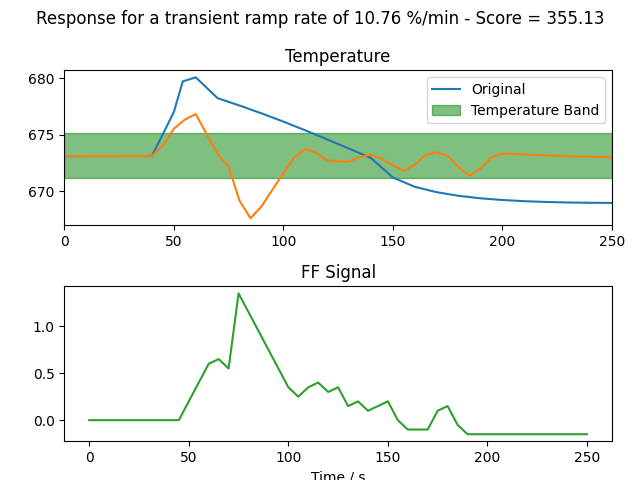 Response for a transient ramp rate of 10.76 %/min - Score = 355.13
Temperature
680
675
670
Original
Temperature Band
0 50 100 150 200 250
FF Signal
1.0
0.5
0.0
0 50 100 150 200 250
Time / s